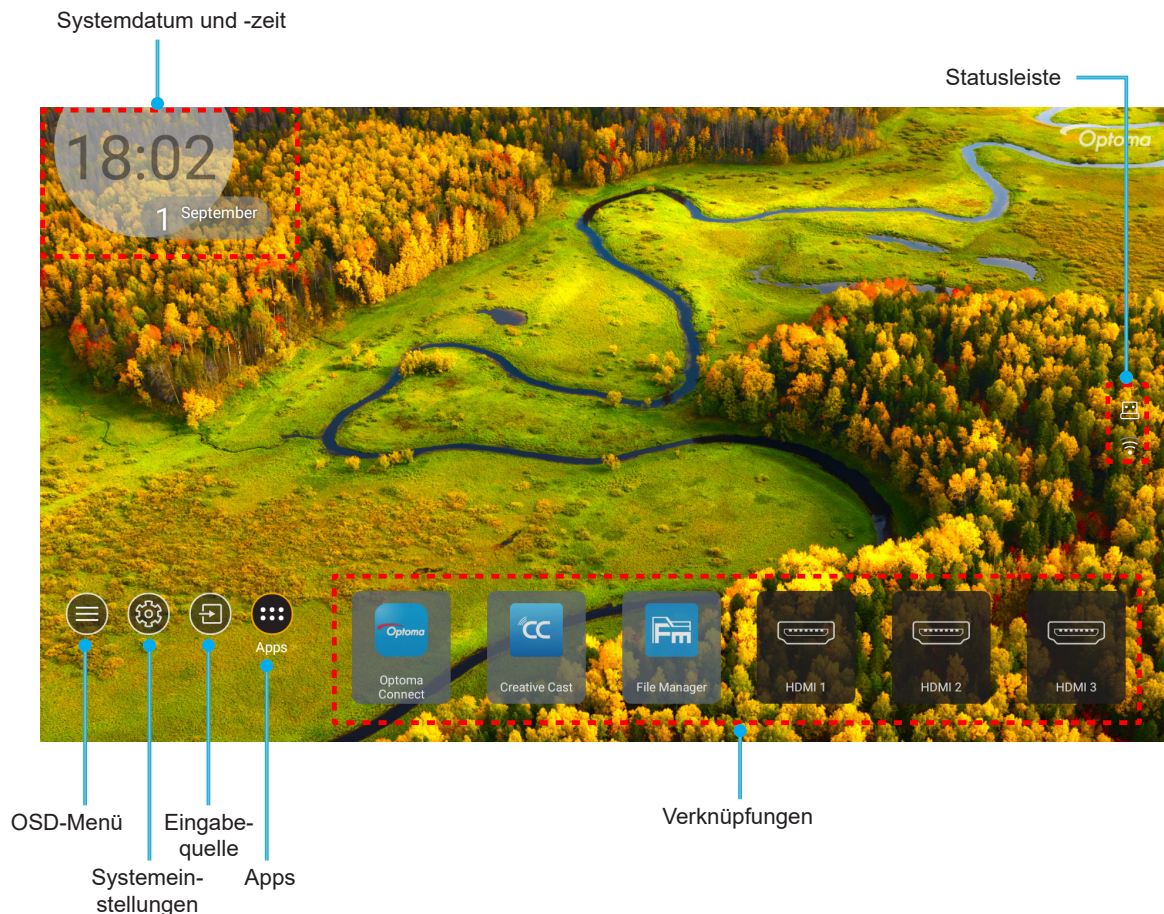 Systemdatum und -zeit
Statusleiste
18:02
Optoma
1 September
Apps
Optoma
Optoma
Connect
CC
Creative Cast
Fm
File Manager
HDMI 1
HDMI 2
HDMI 3
OSD-Menü
Eingabe-
quelle
Verknüpfungen
Systemein-
stellungen
Apps